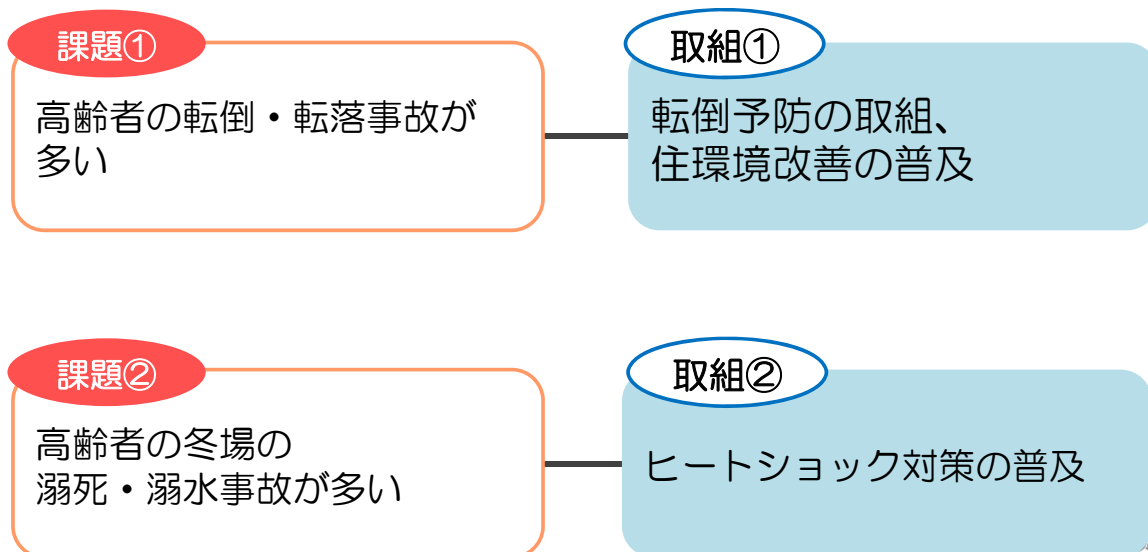 課題①
高齢者の転倒・転落事故が
多い
取組①
転倒予防の取組、
住環境改善の普及
課題②
高齢者の冬場の
溺死・溺水事故が多い
取組②
ヒートショック対策の普及